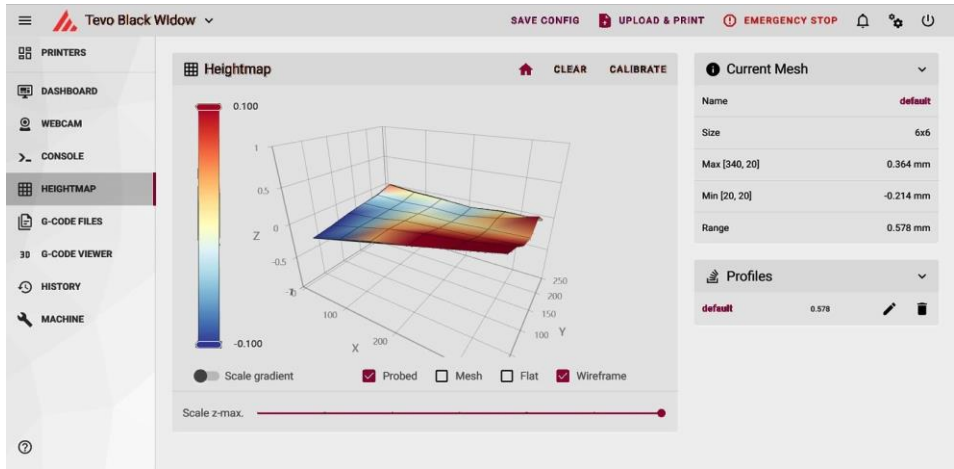 Tevo Black Widow
SAVE CONFIG
UPLOAD & PRINT
EMERGENCY STOP
PRINTERS
DASHBOARD
WEBCAM
CONSOLE
HEIGHTMAP
G-CODE FILES
3D G-CODE VIEWER
HISTORY
MACHINE
Heightmap
CLEAR
CALIBRATE
0.100
-0.100
1
0.5
0
-0.5
Z
100
200
X
250
200
150
100
Y
Scale gradient
Probed
Mesh
Flat
Wireframe
Scale z-max.
Current Mesh
Name default
Size 6x6
Max [340, 20] 0.364 mm
Min [20, 20] -0.214 mm
Range 0.578 mm
Profiles
default 0.578